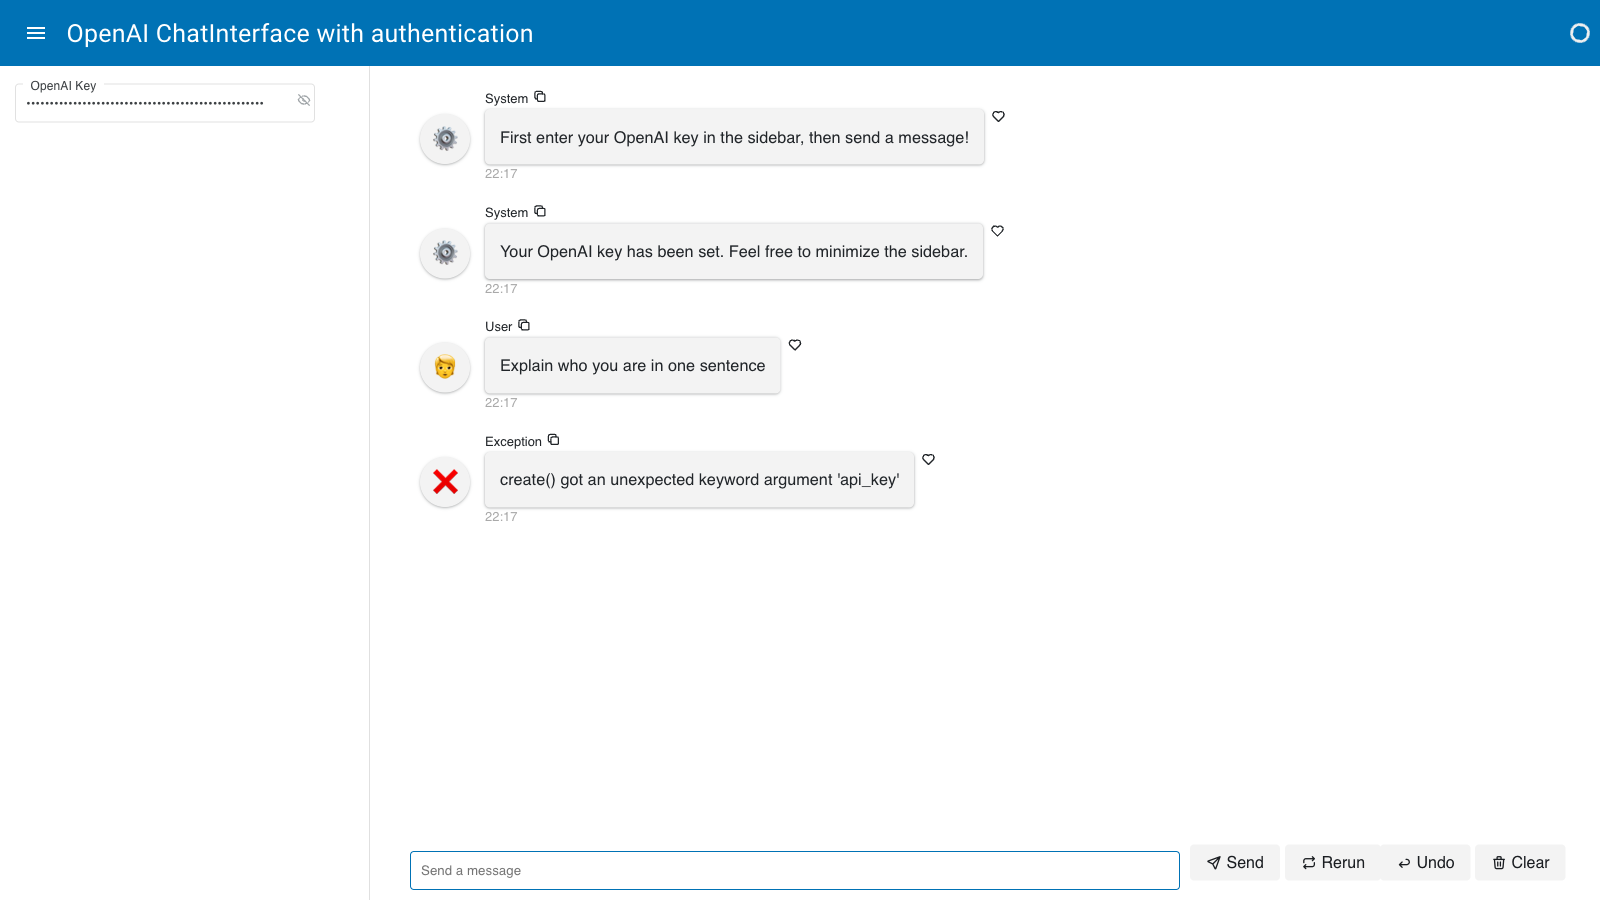 OpenAI ChatInterface with authentication
OpenAI Key
System
First enter your OpenAI key in the sidebar, then send a message!
22:17
System
Your OpenAI key has been set. Feel free to minimize the sidebar.
22:17
User
Explain who you are in one sentence
22:17
Exception
create() got an unexpected keyword argument 'api_key'
22:17
Send a message
Send
Rerun
Undo
Clear